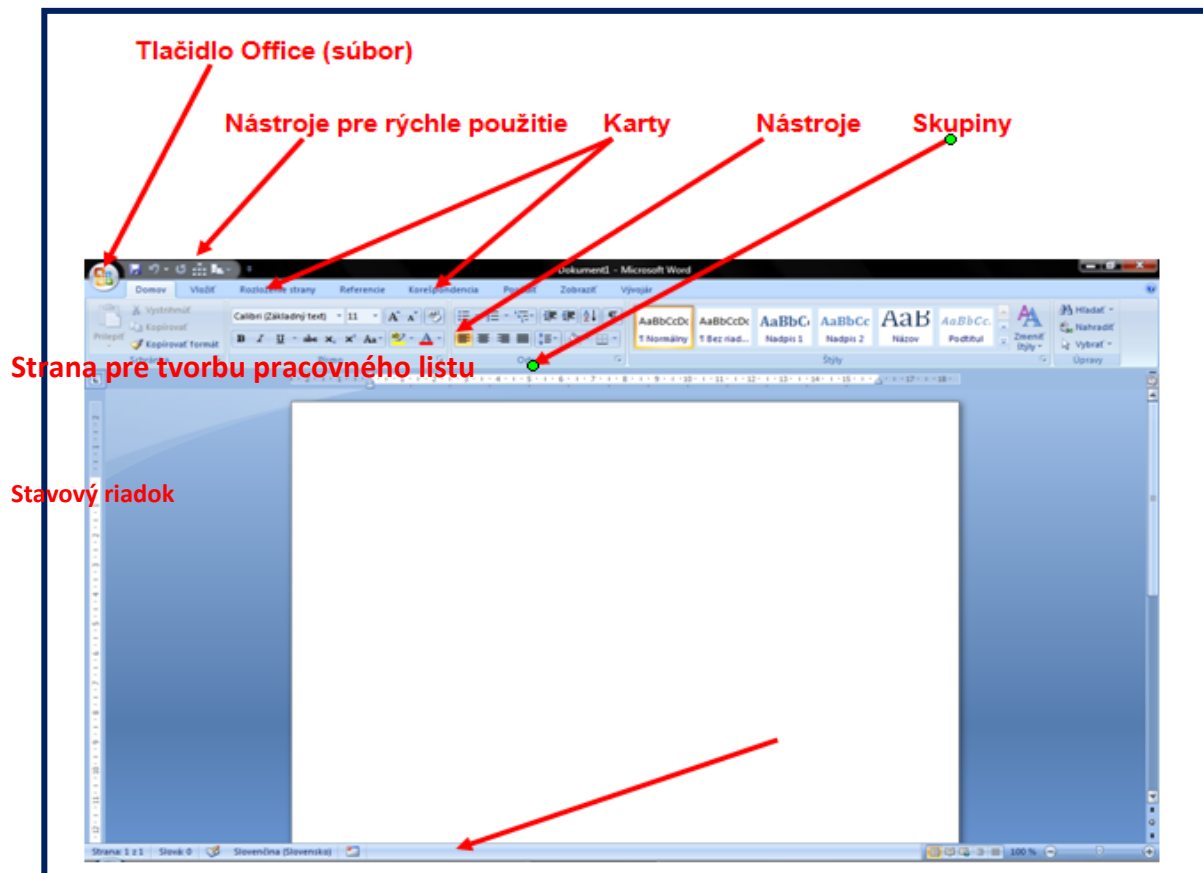 Tlačidlo Office (súbor)
Nástroje pre rýchle použitie Karty Nástroje Skupiny
Dokument1 - Microsoft Word
Domov Vložiť Rozloženie strany Referencie Korešpondencia Posúdiť Zobraziť Vývojár
Vystrihnúť
Kopírovať
Kopírovať formát
Prilepiť
Calibri (Základný text) 11
AaBbCcDc AaBbCcDc AaBbC AaBbCc AaB AaBbCc.
¶ Normálny ¶ Bez riad... Nadpis 1 Nadpis 2 Názov Podtitul
Zmeniť
štýly
Hľadať
Nahradiť
Vybrať
Štýly Úpravy
Strana pre tvorbu pracovného listu
Stavový riadok
Strana: 1 z 1 Slová: 0 Slovenčina (Slovensko) 100 %